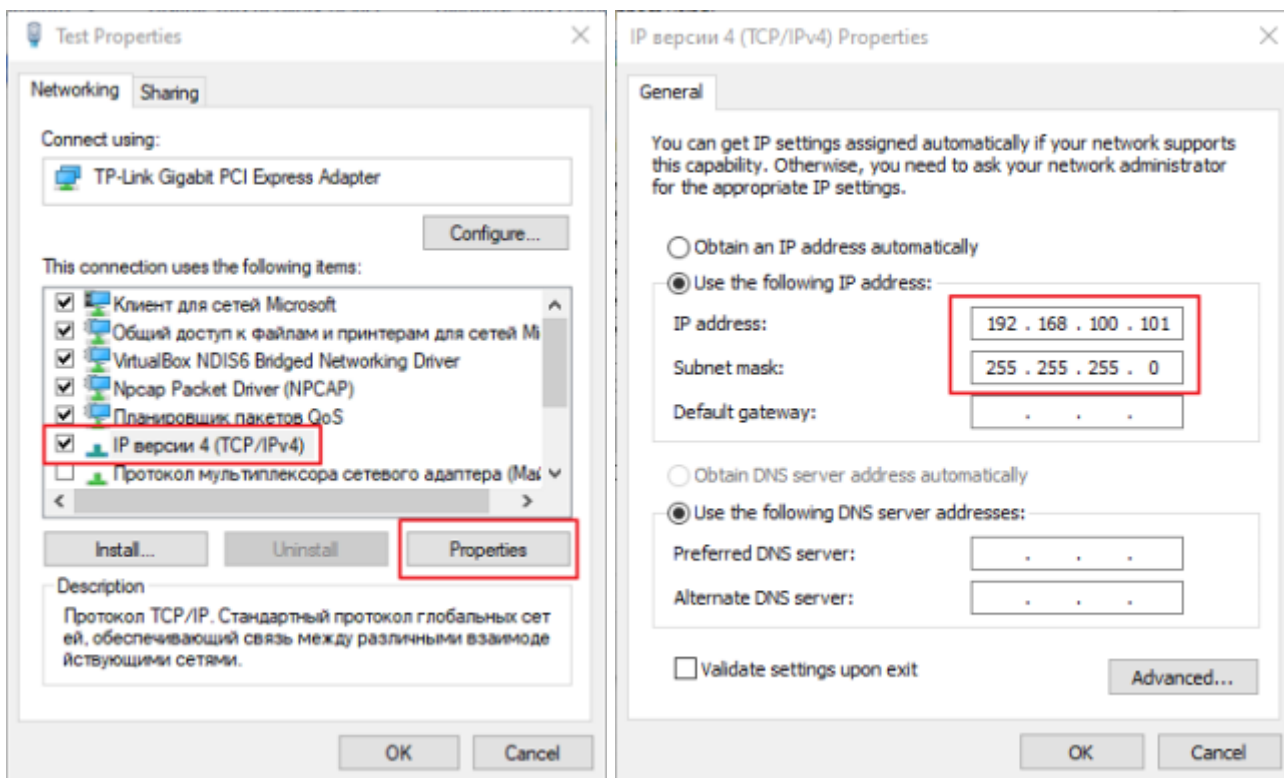 Test Properties
Networking
Sharing
Connect using:
TP-Link Gigabit PCI Express Adapter
Configure...
This connection uses the following items:
Клиент для сетей Microsoft
Общий доступ к файлам и принтерам для сетей Mi
VirtualBox NDIS6 Bridged Networking Driver
Npcap Packet Driver (NPCAP)
Планировщик пакетов QoS
IP версии 4 (TCP/IPv4)
Протокол мультиплексора сетевого адаптера (Май
Install...
Uninstall
Properties
Description
Протокол TCP/IP. Стандартный протокол глобальных сет
ей, обеспечивающий связь между различными взаимоде
йствующими сетями.
OK
Cancel
IP версии 4 (TCP/IPv4) Properties
General
You can get IP settings assigned automatically if your network supports
this capability. Otherwise, you need to ask your network administrator
for the appropriate IP settings.
Obtain an IP address automatically
Use the following IP address:
IP address:
192 . 168 . 100 . 101
Subnet mask:
255 . 255 . 255 . 0
Default gateway:
. . .
Obtain DNS server address automatically
Use the following DNS server addresses:
Preferred DNS server:
. . .
Alternate DNS server:
. . .
Validate settings upon exit
Advanced...
OK
Cancel